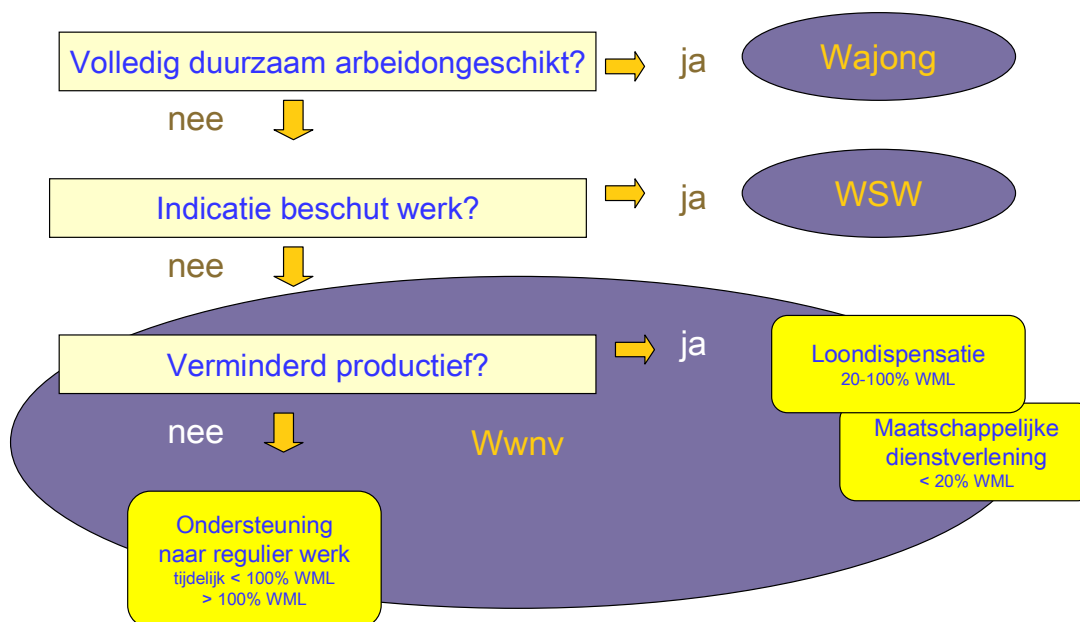 Volledig duurzaam arbeidongeschikt?
ja
Wajong
nee
Indicatie beschut werk?
ja
WSW
nee
Verminderd productief?
ja
Loondispensatie
20-100% WML
nee
Wwnv
Maatschappelijke
dienstverlening
< 20% WML
Ondersteuning
naar regulier werk
tijdelijk < 100% WML
> 100% WML